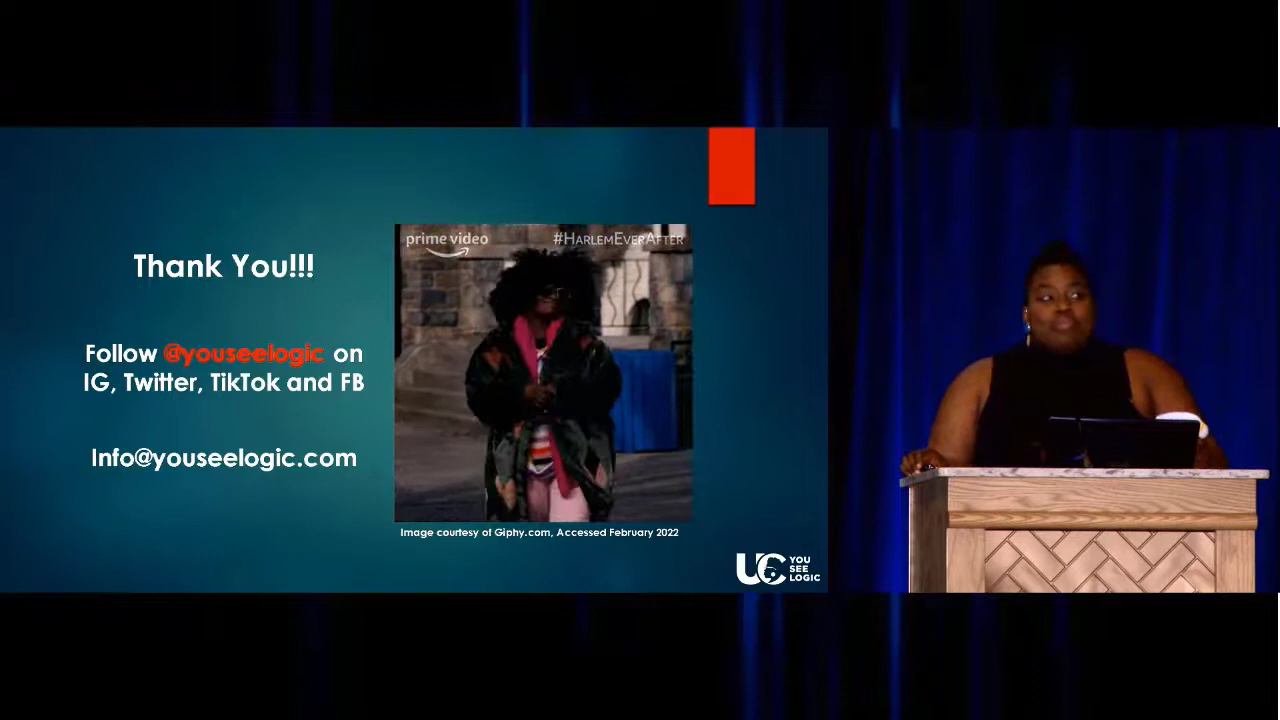 prime video
#HARLEMEVERAFTER
Thank You!!!
Follow @youseelogic on
IG, Twitter, TikTok and FB
Info@youseelogic.com
Image courtesy of Giphy.com, Accessed February 2022
UC YOU
SEE
LOGIC